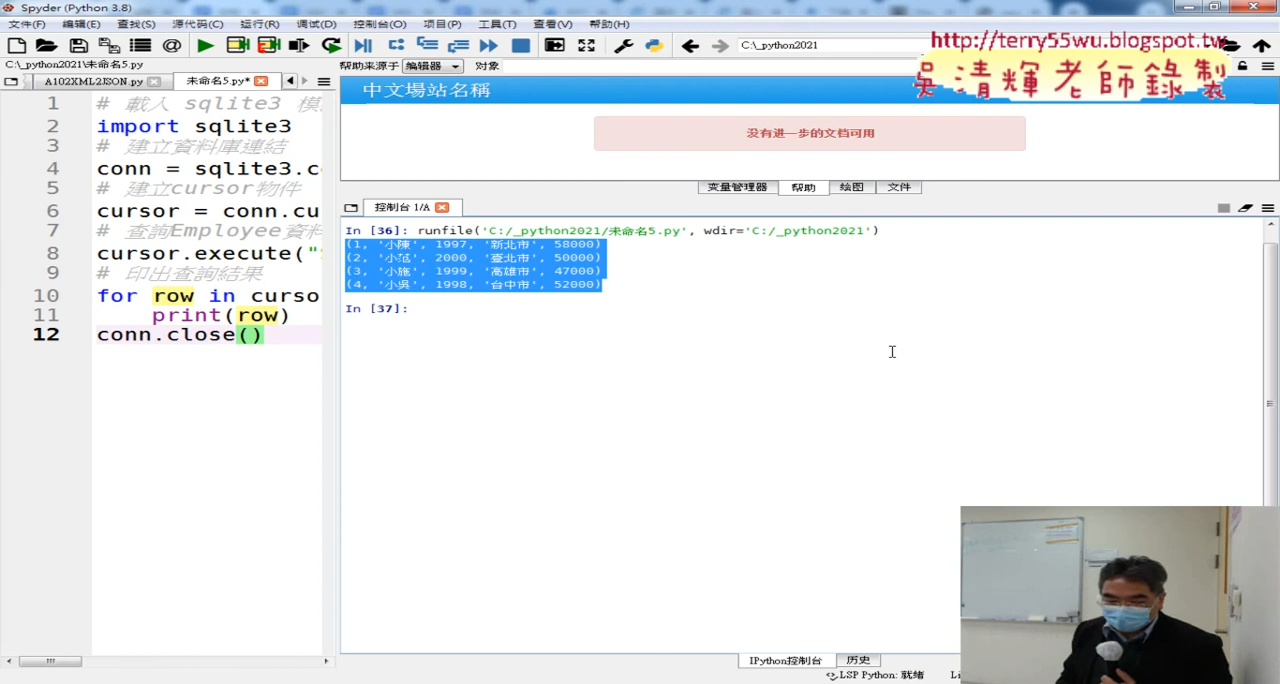 Spyder (Python 3.8)
文件(F) 编辑(E) 查找(S) 源代码(C) 运行(R) 调试(D) 控制台(O) 项目(P) 工具(T) 查看(V) 帮助(H)
C:\_python2021
http://terry55wu.blogspot.tw
吳清輝老師錄製
C:\_python2021\未命名5.py
帮助来源于 编辑器 对象
A102XML2JSON.py 未命名5.py*
中文場站名稱
没有进一步的文档可用
变量管理器 帮助 绘图 文件
1 # 載入 sqlite3 模
2 import sqlite3
3 # 建立資料庫連結
4 conn = sqlite3.c
5 # 建立cursor物件
6 cursor = conn.cu
7 # 查詢Employee資料
8 cursor.execute("
9 # 印出查詢結果
10 for row in curso
11 print(row)
12 conn.close()
控制台 1/A
In [36]: runfile('C:/_python2021/未命名5.py', wdir='C:/_python2021')
(1, '小陳', 1997, '新北市', 58000)
(2, '小范', 2000, '臺北市', 50000)
(3, '小施', 1999, '高雄市', 47000)
(4, '小吳', 1998, '台中市', 52000)
In [37]:
IPython控制台 历史
LSP Python: 就绪